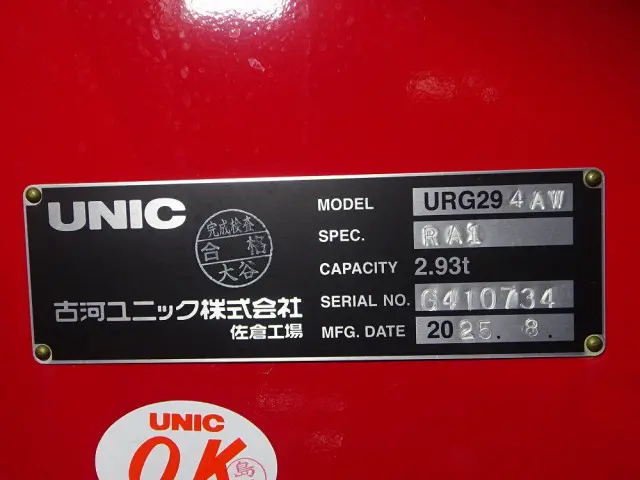 UNIC
完成検査
合格
大谷
古河ユニック株式会社
佐倉工場
MODEL URG294AW
SPEC. RA1
CAPACITY 2.93t
SERIAL NO. G410734
MFG. DATE 2025. 8.
UNIC
OK
島